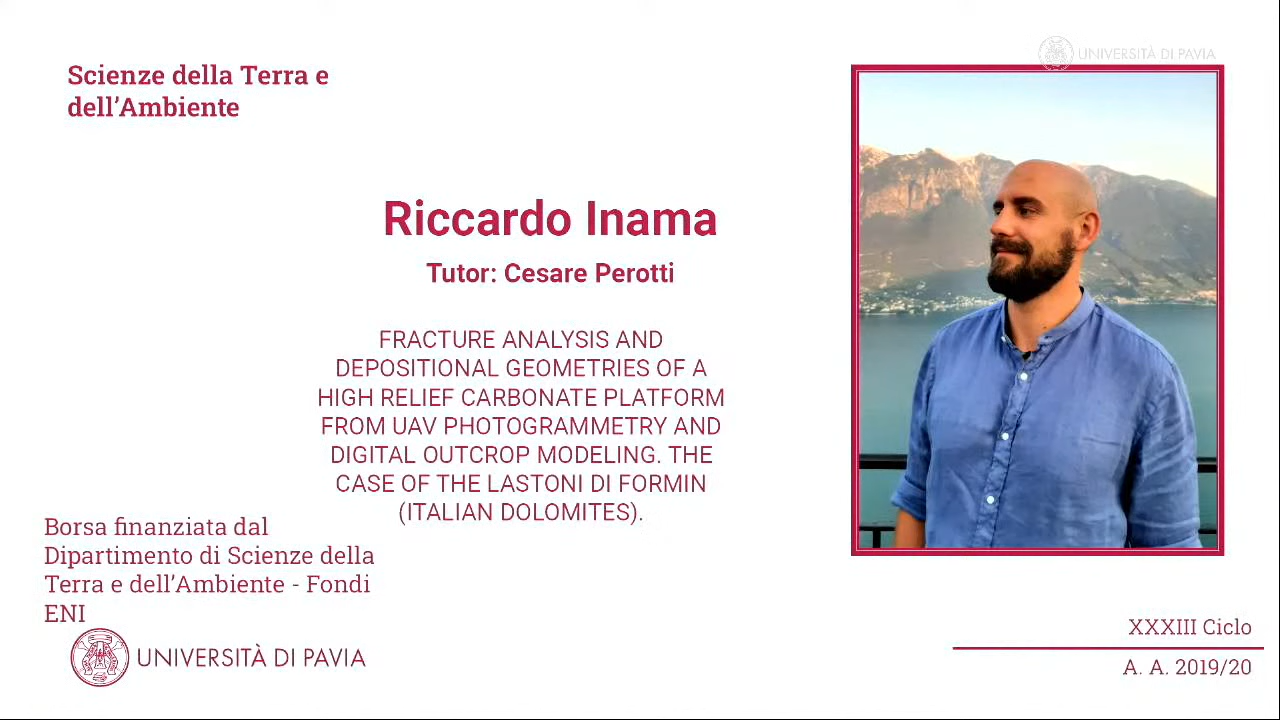 UNIVERSITÀ DI PAVIA
Scienze della Terra e
dell'Ambiente
Riccardo Inama
Tutor: Cesare Perotti
FRACTURE ANALYSIS AND
DEPOSITIONAL GEOMETRIES OF A
HIGH RELIEF CARBONATE PLATFORM
FROM UAV PHOTOGRAMMETRY AND
DIGITAL OUTCROP MODELING. THE
CASE OF THE LASTONI DI FORMIN
(ITALIAN DOLOMITES).
Borsa finanziata dal
Dipartimento di Scienze della
Terra e dell'Ambiente - Fondi
ENI
UNIVERSITÀ DI PAVIA
XXXIII Ciclo
A. A. 2019/20